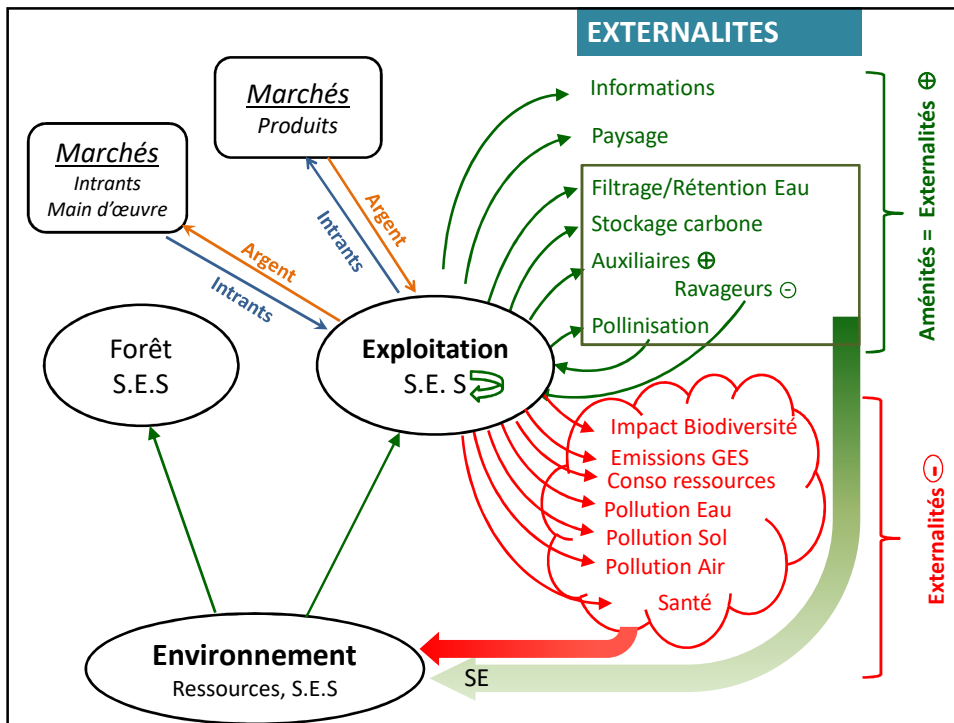 EXTERNALITES
Marchés
Produits
Marchés
Intrants
Main d'œuvre
Argent
Intrants
Argent
Intrants
Forêt
S.E.S
Exploitation
S.E. S
Informations
Paysage
Filtrage/Rétention Eau
Stockage carbone
Auxiliaires ⊕
Ravageurs ⊖
Pollinisation
Aménités = Externalités ⊕
Impact Biodiversité
Emissions GES
Conso ressources
Pollution Eau
Pollution Sol
Pollution Air
Santé
Externalités ⊖
Environnement
Ressources, S.E.S
SE